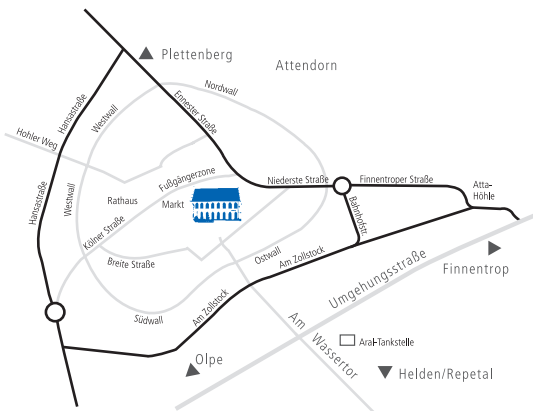 Plettenberg
Attendorn
Nordwall
Hansastraße
Westwall
Ennester Straße
Hohler Weg
Fußgängerzone
Niederste Straße
Finnentroper Straße
Atta-
Höhle
Hansastraße
Westwall
Rathaus
Markt
Kölner Straße
Bahnhofstr.
Breite Straße
Ostwall
Am Zollstock
Umgehungsstraße
Finnentrop
Südwall
Am Zollstock
Am Wassertor
Aral-Tankstelle
Olpe
Helden/Repetal